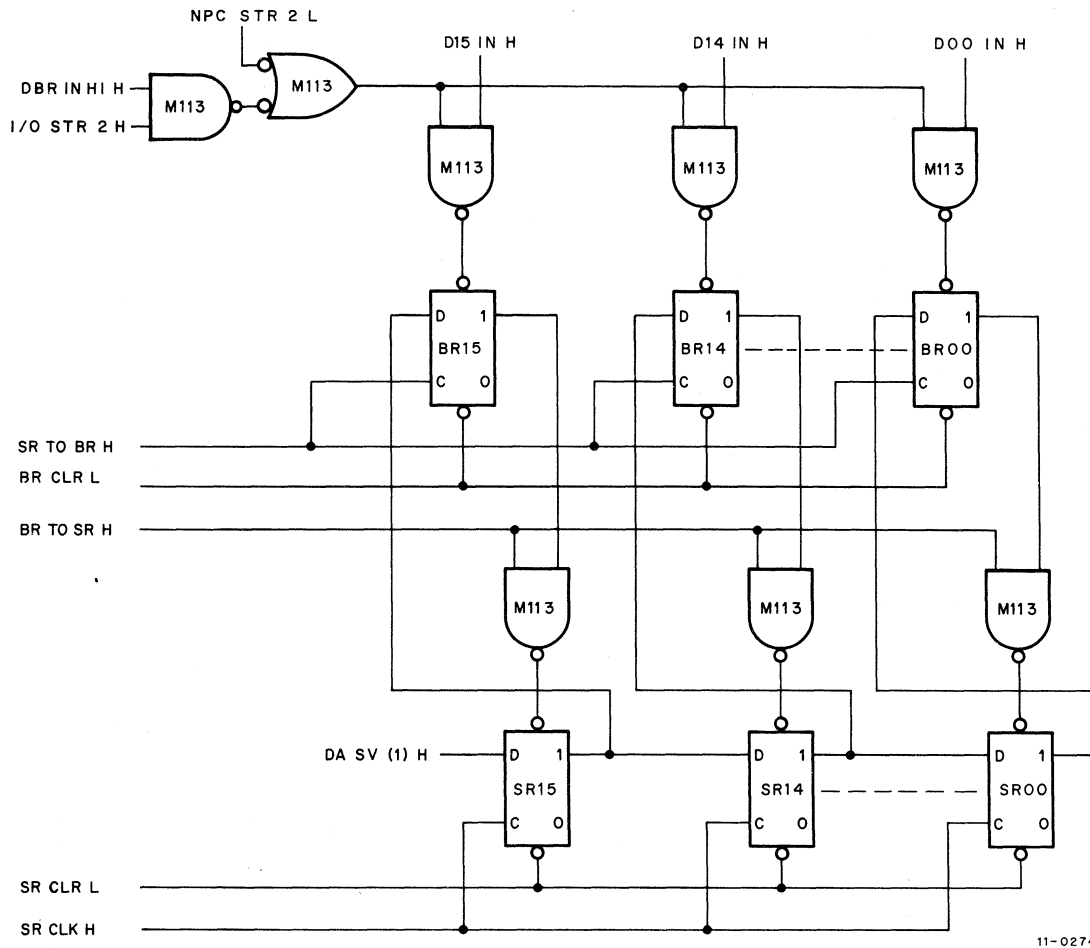 NPC STR 2 L
D15 IN H
D14 IN H
D00 IN H
DBR IN HI H
M113
M113
I/O STR 2 H
M113
M113
M113
D 1
BR15
C 0
D 1
BR14
C 0
D 1
BR00
C 0
SR TO BR H
BR CLR L
BR TO SR H
M113
M113
M113
DA SV (1) H
D 1
SR15
C 0
D 1
SR14
C 0
D 1
SR00
C 0
SR CLR L
SR CLK H